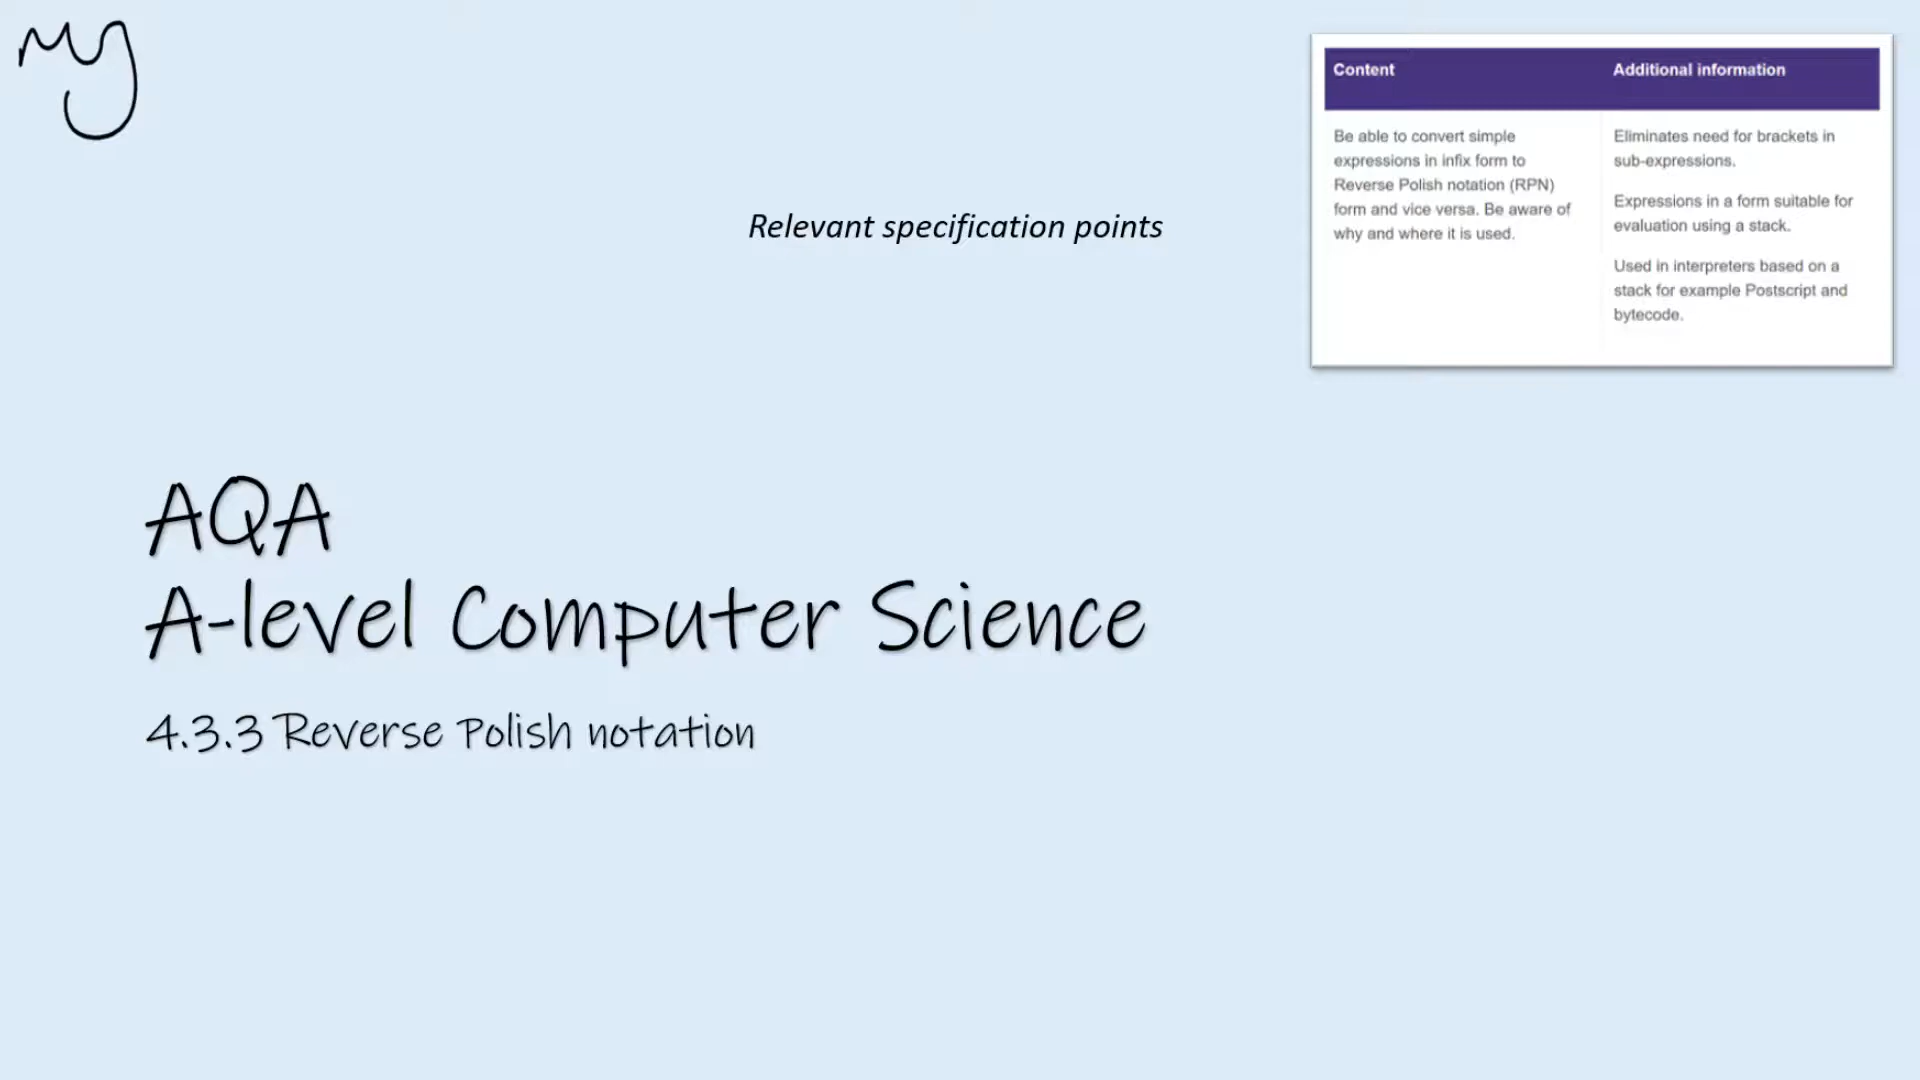 my
Relevant specification points
Content
Additional information
Be able to convert simple
expressions in infix form to
Reverse Polish notation (RPN)
form and vice versa. Be aware of
why and where it is used.
Eliminates need for brackets in
sub-expressions.
Expressions in a form suitable for
evaluation using a stack.
Used in interpreters based on a
stack for example Postscript and
bytecode.
AQA
A-level Computer Science
4.3.3 Reverse Polish notation